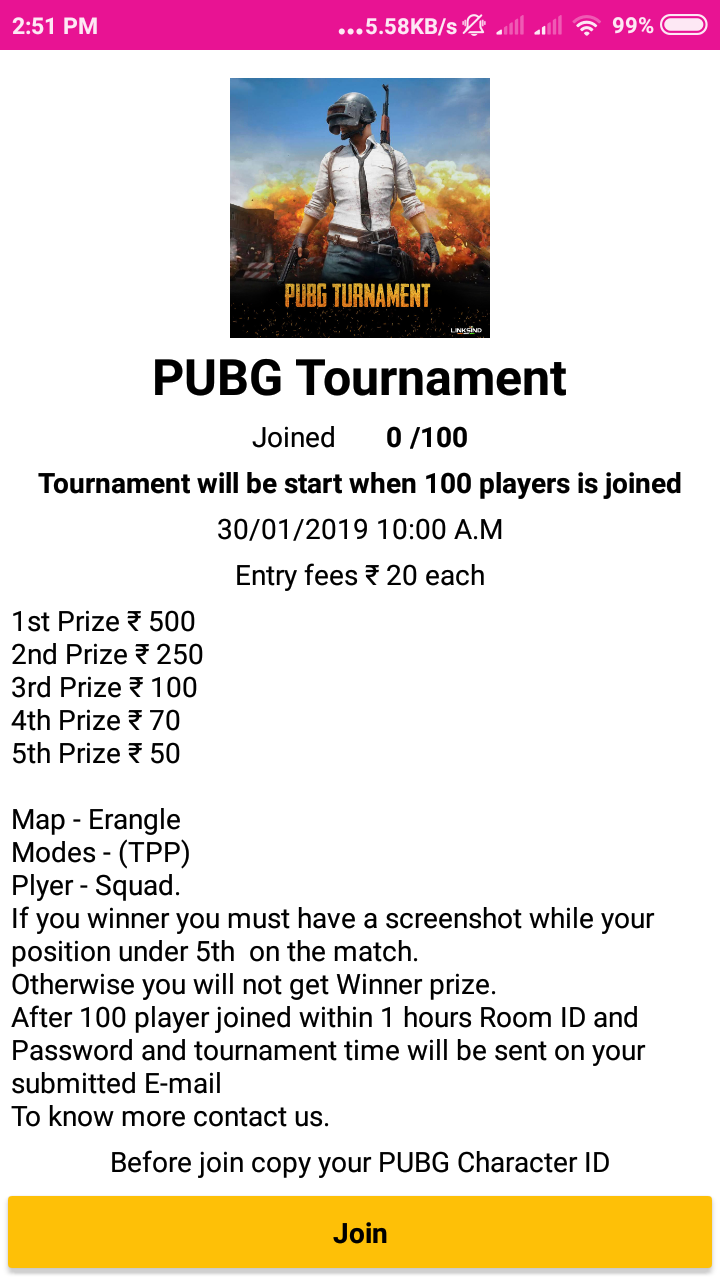 2:51 PM ...5.58KB/s 99%
PUBG TURNAMENT
LINKSIND
PUBG Tournament
Joined 0 /100
Tournament will be start when 100 players is joined
30/01/2019 10:00 A.M
Entry fees ₹ 20 each
1st Prize ₹ 500
2nd Prize ₹ 250
3rd Prize ₹ 100
4th Prize ₹ 70
5th Prize ₹ 50
Map - Erangle
Modes - (TPP)
Plyer - Squad.
If you winner you must have a screenshot while your
position under 5th  on the match.
Otherwise you will not get Winner prize.
After 100 player joined within 1 hours Room ID and
Password and tournament time will be sent on your
submitted E-mail
To know more contact us.
Before join copy your PUBG Character ID
Join